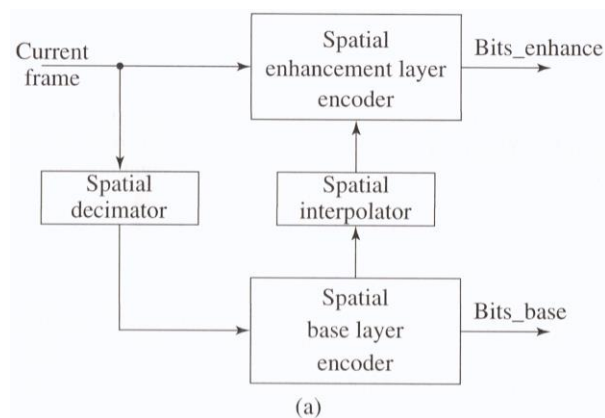 Current
frame
Spatial
enhancement layer
encoder
Bits_enhance
Spatial
decimator
Spatial
interpolator
Spatial
base layer
encoder
Bits_base
(a)